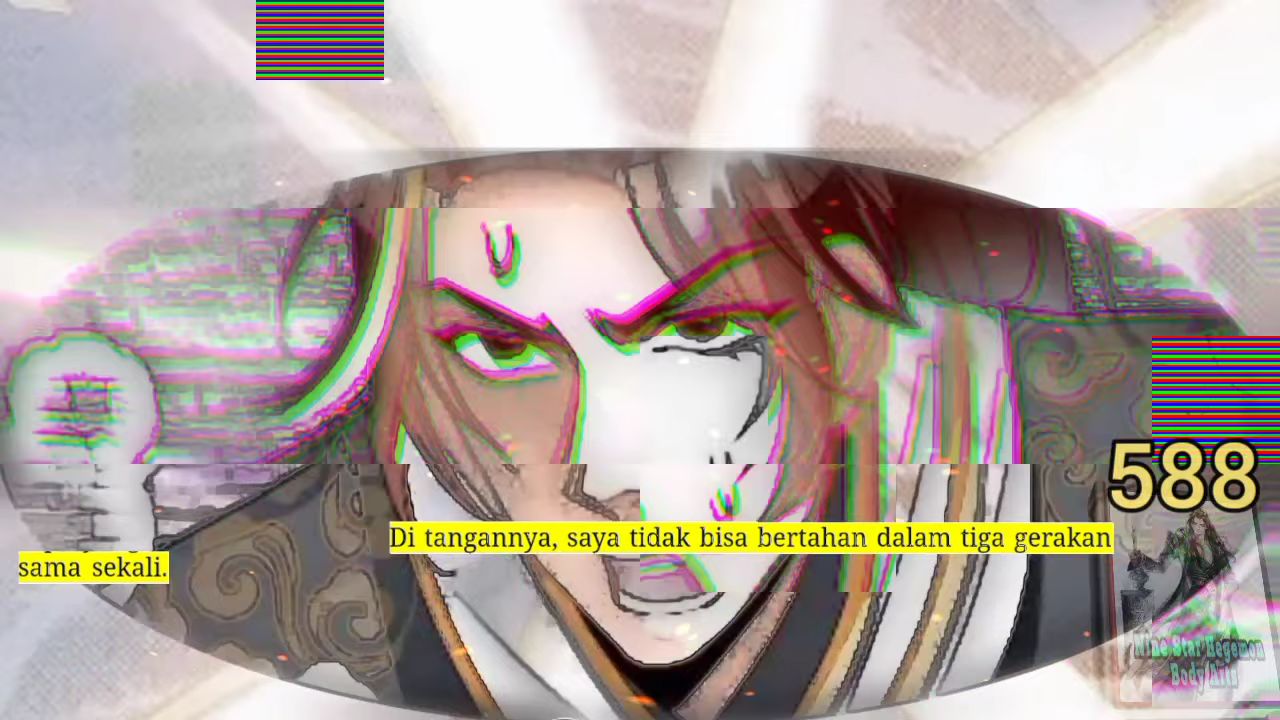 588
Di tangannya, saya tidak bisa bertahan dalam tiga gerakan
sama sekali.
Nine Star Hegemon
Body Arts